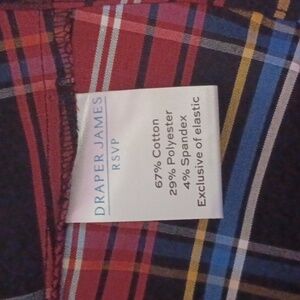 DRAPER JAMES
RSVP
67% Cotton
29% Polyester
4% Spandex
Exclusive of elastic